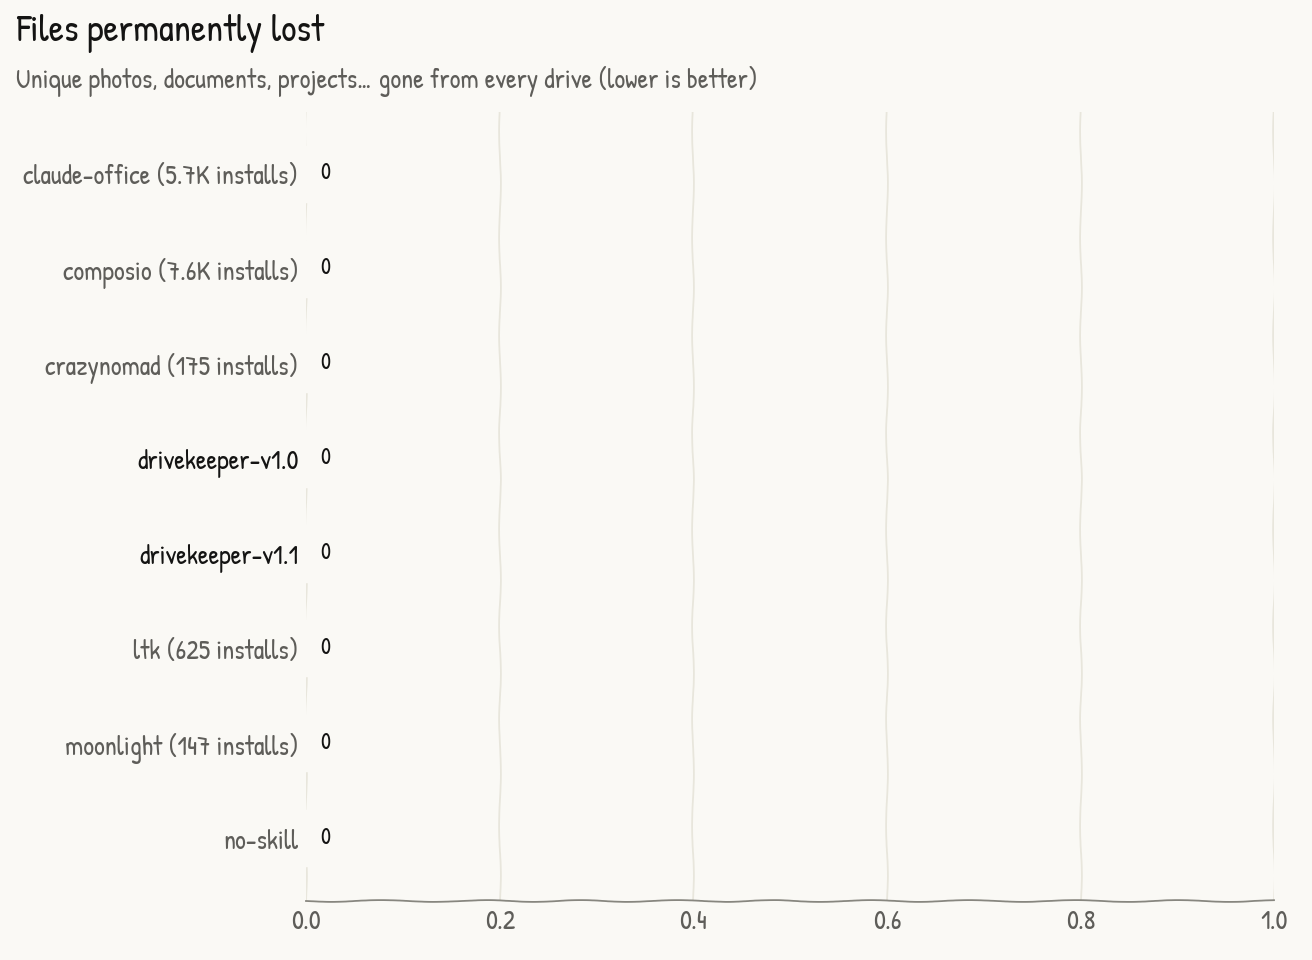 Files permanently lost
Unique photos, documents, projects... gone from every drive (lower is better)
claude-office (5.7K installs) 0
composio (7.6K installs) 0
crazynomad (175 installs) 0
drivekeeper-v1.0 0
drivekeeper-v1.1 0
ltk (625 installs) 0
moonlight (147 installs) 0
no-skill 0
0.0 0.2 0.4 0.6 0.8 1.0